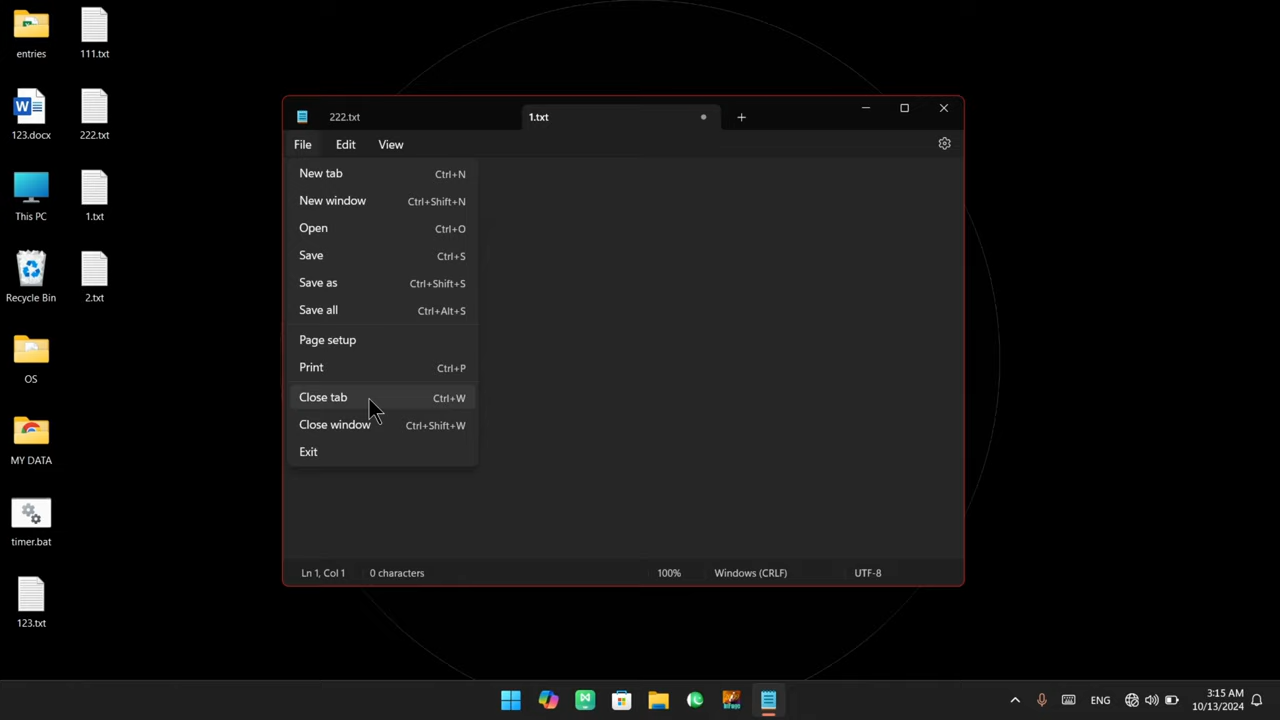 entries
111.txt
123.docx
222.txt
This PC
1.txt
Recycle Bin
2.txt
OS
MY DATA
timer.bat
123.txt
222.txt
1.txt
File Edit View
New tab Ctrl+N
New window Ctrl+Shift+N
Open Ctrl+O
Save Ctrl+S
Save as Ctrl+Shift+S
Save all Ctrl+Alt+S
Page setup
Print Ctrl+P
Close tab Ctrl+W
Close window Ctrl+Shift+W
Exit
Ln 1, Col 1 0 characters 100% Windows (CRLF) UTF-8
ENG
3:15 AM
10/13/2024